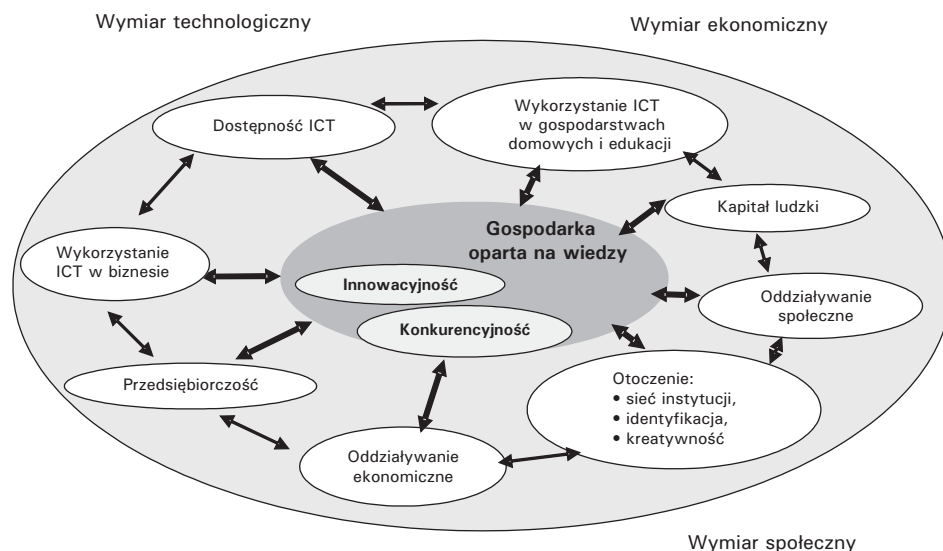 Wymiar technologiczny
Wymiar ekonomiczny
Dostępność ICT
Wykorzystanie ICT
w gospodarstwach
domowych i edukacji
Kapitał ludzki
Gospodarka
oparta na wiedzy
Wykorzystanie
ICT w biznesie
Innowacyjność
Konkurencyjność
Oddziaływanie
społeczne
Przedsiębiorczość
Otoczenie:
• sieć instytucji,
• identyfikacja,
• kreatywność
Oddziaływanie
ekonomiczne
Wymiar społeczny